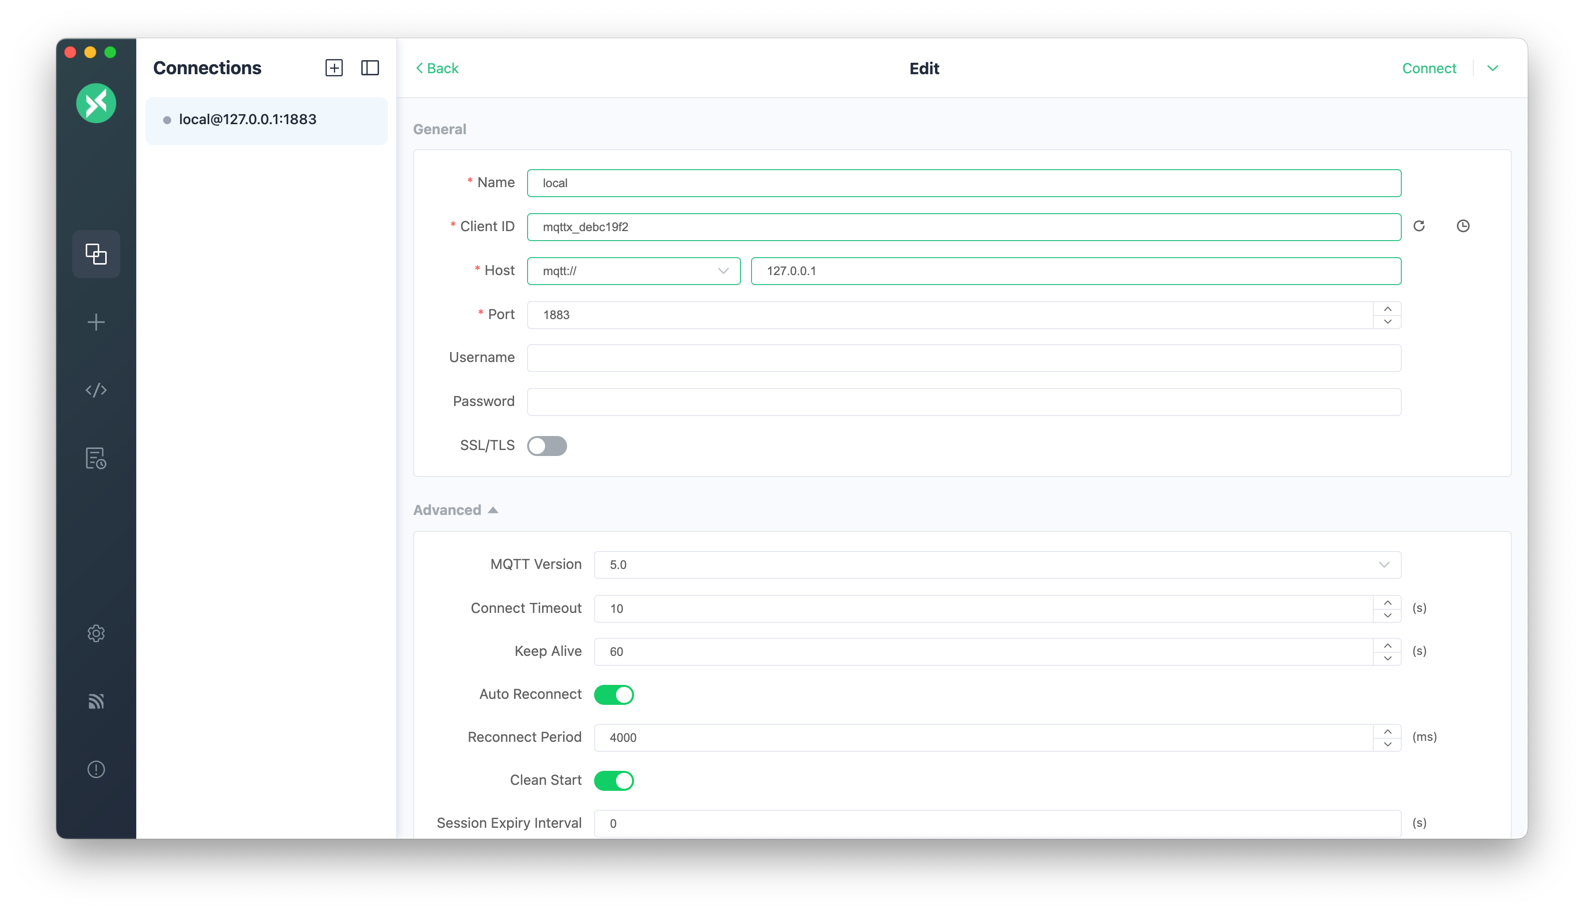 Connections
local@127.0.0.1:1883
Back
Edit
Connect
General
* Name local
* Client ID mqttx_debc19f2
* Host mqtt:// 127.0.0.1
* Port 1883
Username
Password
SSL/TLS
Advanced
MQTT Version 5.0
Connect Timeout 10 (s)
Keep Alive 60 (s)
Auto Reconnect
Reconnect Period 4000 (ms)
Clean Start
Session Expiry Interval 0 (s)